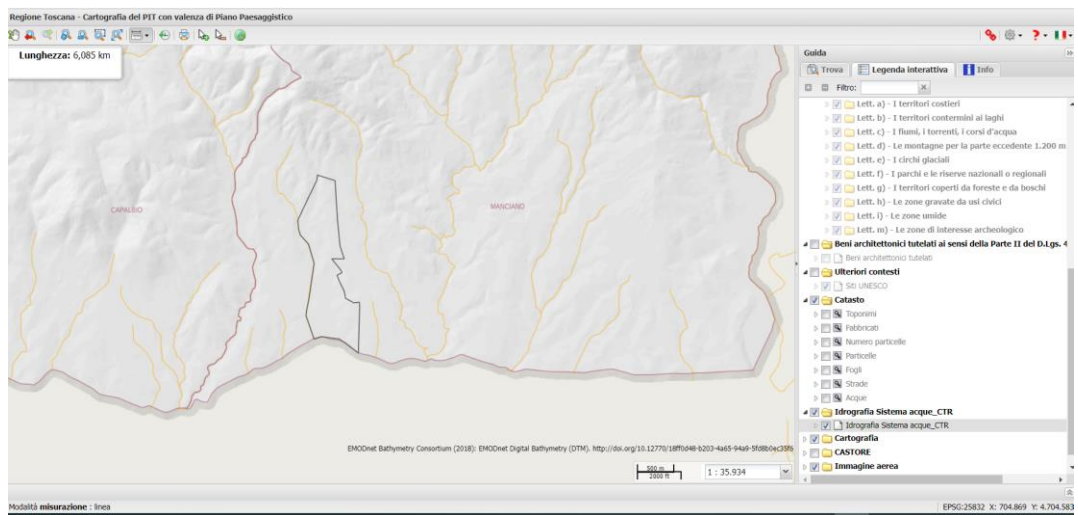 Regione Toscana - Cartografia del PIT con valenza di Piano Paesaggistico
Lunghezza: 6,085 km
CAPALBIO
MANCIANO
EMODnet Bathymetry Consortium (2018): EMODnet Digital Bathymetry (DTM). http://doi.org/10.12770/18ff0d48-b203-4a65-94a9-5fd8b0ec35f6
500 m
2000 ft
1 : 35.934
Guida
Trova
Legenda interattiva
Info
Filtro:
Lett. a) - I territori costieri
Lett. b) - I territori contermini ai laghi
Lett. c) - I fiumi, i torrenti, i corsi d'acqua
Lett. d) - Le montagne per la parte eccedente 1.200 m
Lett. e) - I circhi glaciali
Lett. f) - I parchi e le riserve nazionali o regionali
Lett. g) - I territori coperti da foreste e da boschi
Lett. h) - Le zone gravate da usi civici
Lett. i) - Le zone umide
Lett. m) - Le zone di interesse archeologico
Beni architettonici tutelati ai sensi della Parte II del D.Lgs. 4
Beni architettonici tutelati
Ulteriori contesti
Siti UNESCO
Catasto
Toponimi
Fabbricati
Numero particelle
Particelle
Fogli
Strade
Acque
Idrografia Sistema acque_CTR
Idrografia Sistema acque_CTR
Cartografia
CASTORE
Immagine aerea
Modalità misurazione : linea
EPSG:25832 X: 704.869 Y: 4.704.583